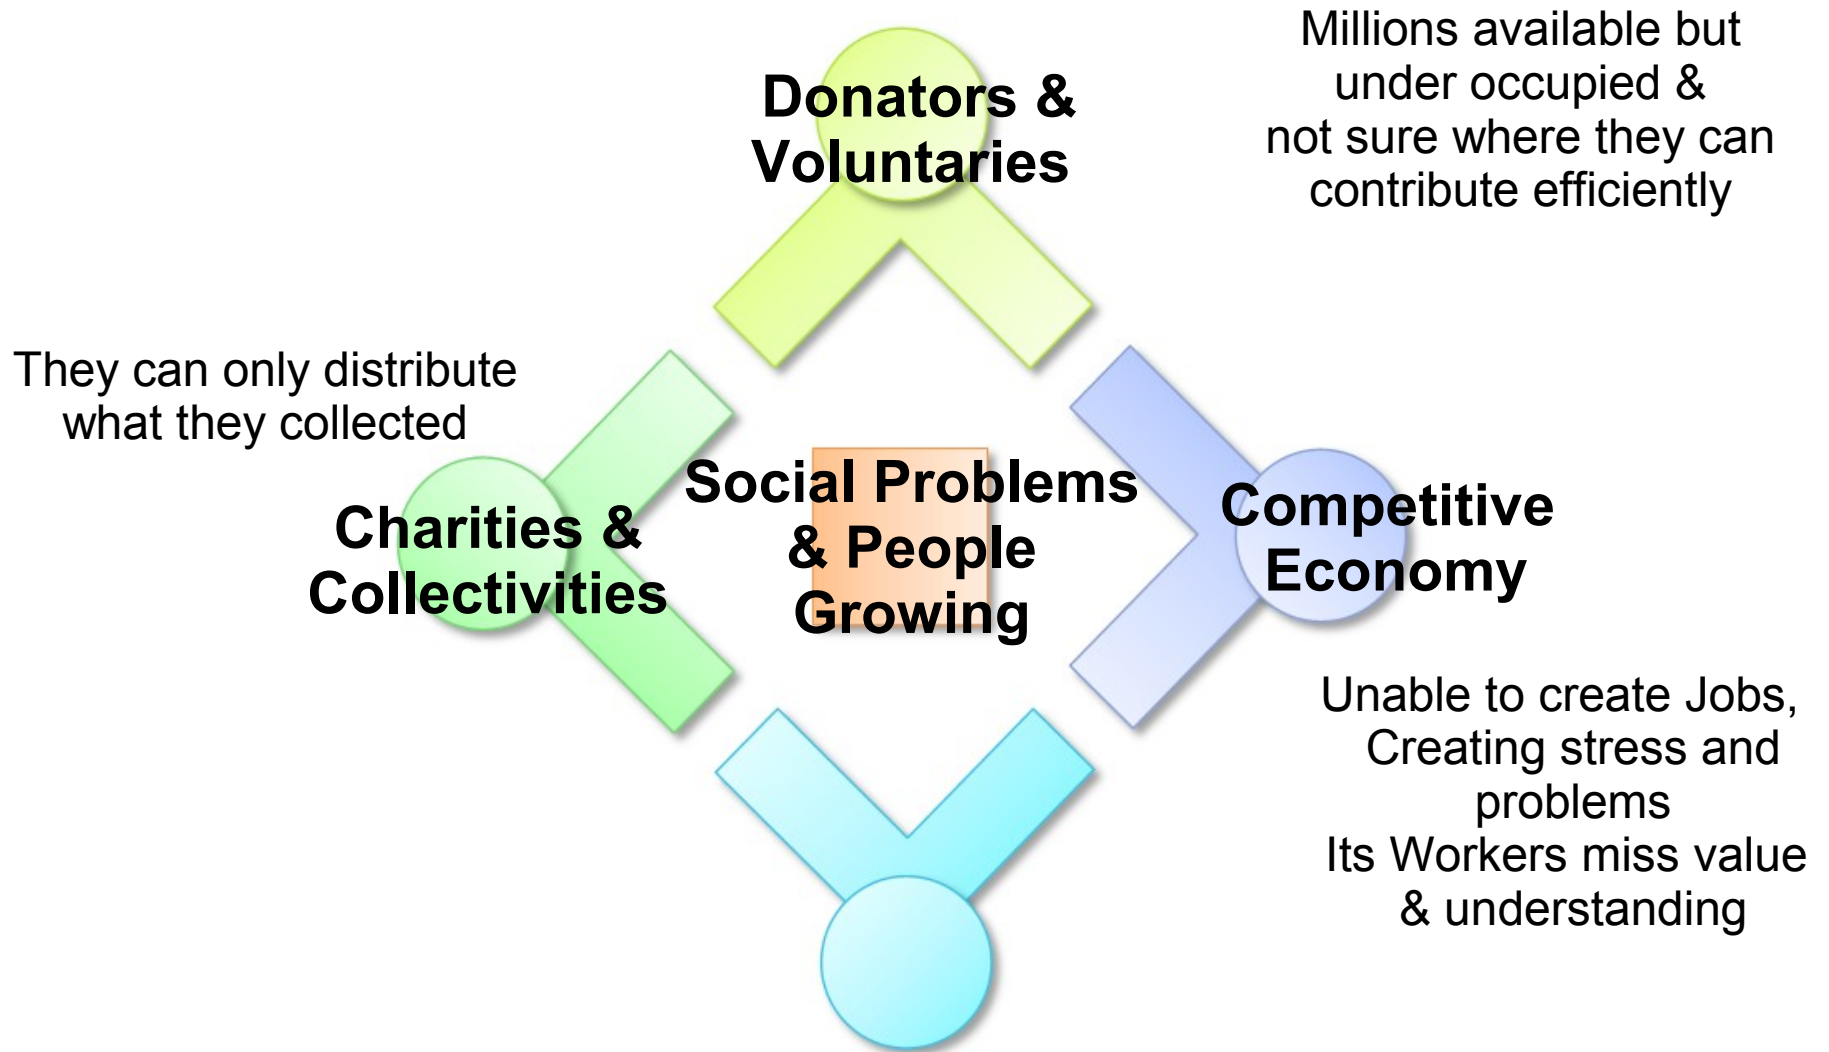 Millions available but
under occupied &
not sure where they can
contribute efficiently
Donators &
Voluntaries
They can only distribute
what they collected
Charities &
Collectivities
Social Problems
& People
Growing
Competitive
Economy
Unable to create Jobs,
Creating stress and
problems
Its Workers miss value
& understanding